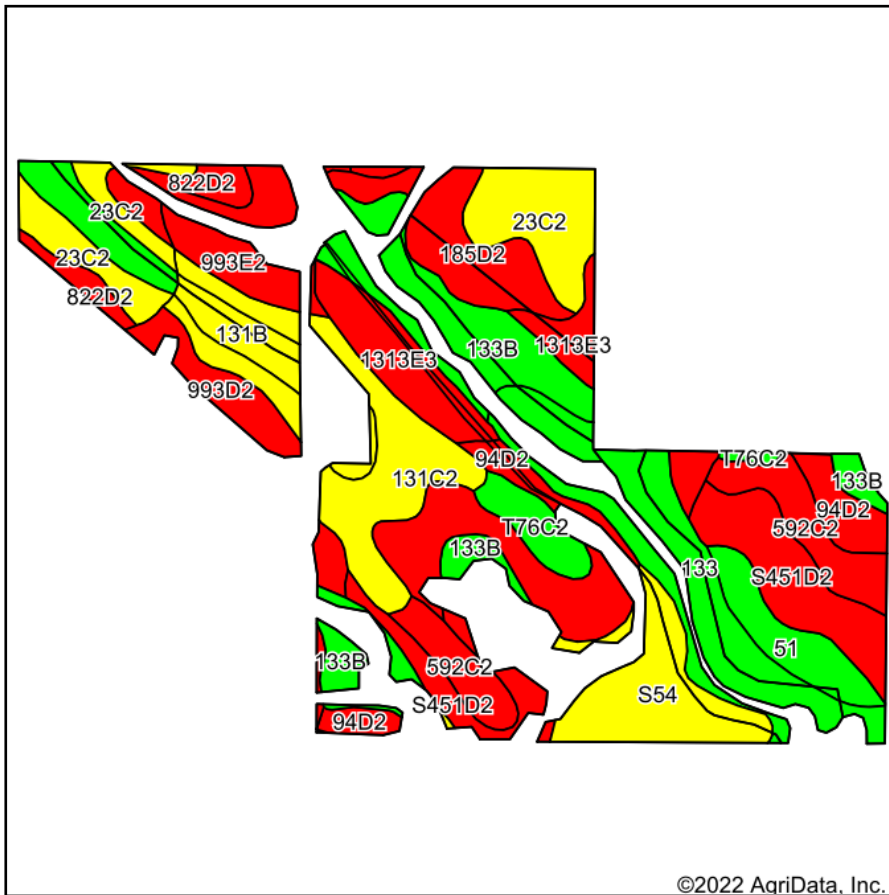 822D2
23C2
23C2
185D2
23C2
993E2
822D2
131B
133B
1313E3
1313E3
993D2
94D2
T76C2
131C2
133B
94D2
T76C2
592C2
133B
133
S451D2
51
133B
592C2
S54
S451D2
94D2
©2022 AgriData, Inc.